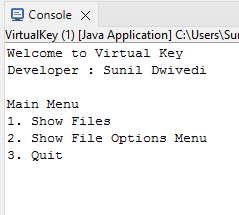 Console
VirtualKey (1) [Java Application] C:\Users\Sur
Welcome to Virtual Key
Developer : Sunil Dwivedi
Main Menu
1. Show Files
2. Show File Options Menu
3. Quit